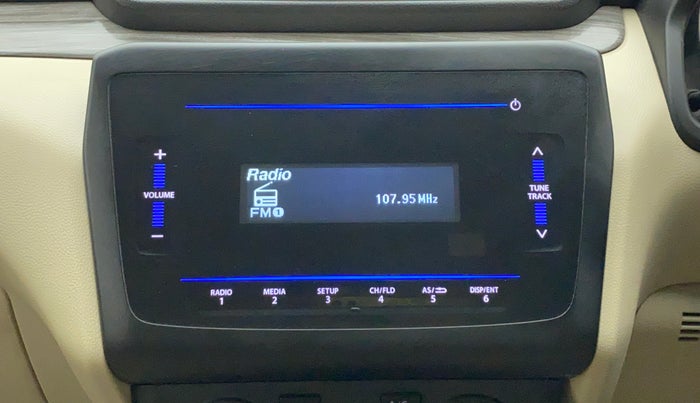 +
VOLUME
−
Radio
FM1
107.95 MHz
TUNE
TRACK
RADIO
1
MEDIA
2
SETUP
3
CH/FLD
4
AS/
5
DISP/ENT
6